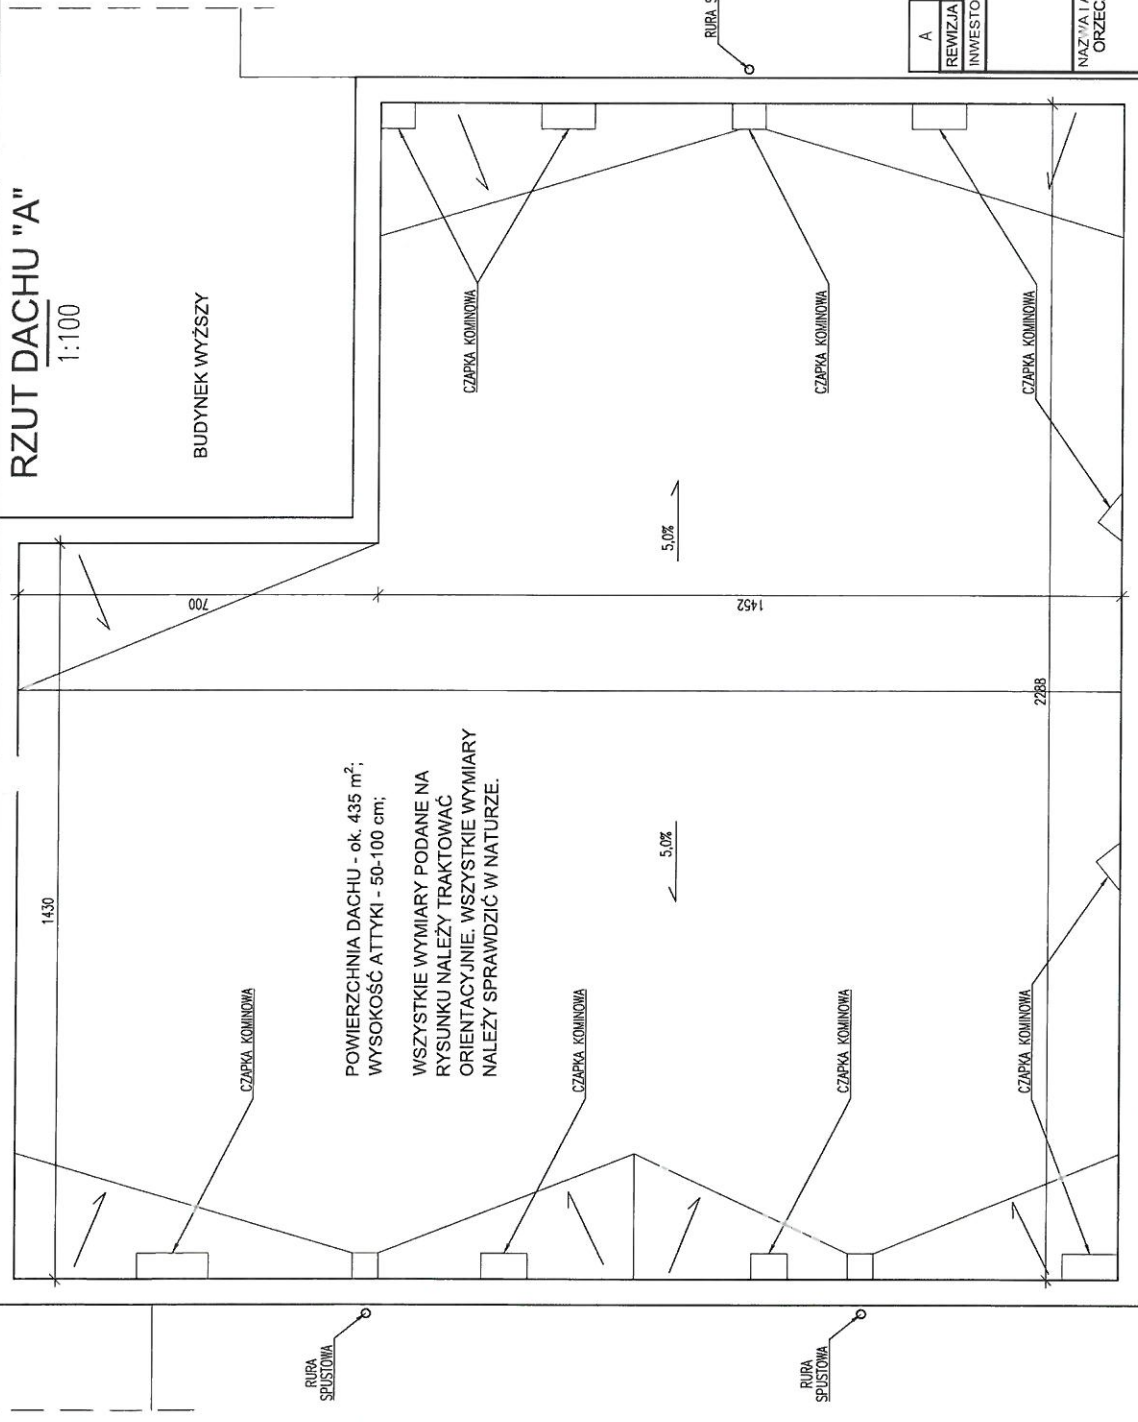 RZUT DACHU "A"
1:100
BUDYNEK WYŻSZY
RURA
A
REWIZJA
NAZWA I
CZAPKA KOMINOWA
CZAPKA KOMINOWA
CZAPKA KOMINOWA
5,0%
700
1452
2288
1430
POWIERZCHNIA DACHU - ok. 435 m²;
WYSOKOŚĆ ATTYKI - 50-100 cm;
WSZYSTKIE WYMIARY PODANE NA
RYSUNKU NALEŻY TRAKTOWAĆ
ORIENTACYJNIE. WSZYSTKIE WYMIARY
NALEŻY SPRAWDZIĆ W NATURZE.
5,0%
CZAPKA KOMINOWA
CZAPKA KOMINOWA
CZAPKA KOMINOWA
CZAPKA KOMINOWA
RURA
SPUSTOWA
RURA
SPUSTOWA